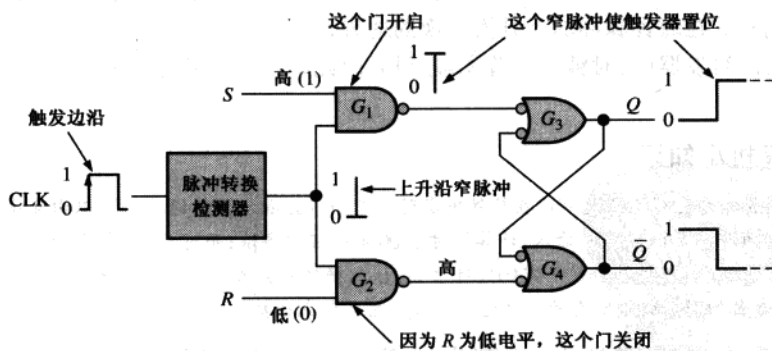 这个门开启
这个窄脉冲使触发器置位
1
0
高 (1)
S
G1
G3
Q
1
0
触发边沿
CLK
1
0
脉冲转换
检测器
1
0
上升沿窄脉冲
G2
高
G4
Q̄
1
0
R
低 (0)
因为 R 为低电平，这个门关闭